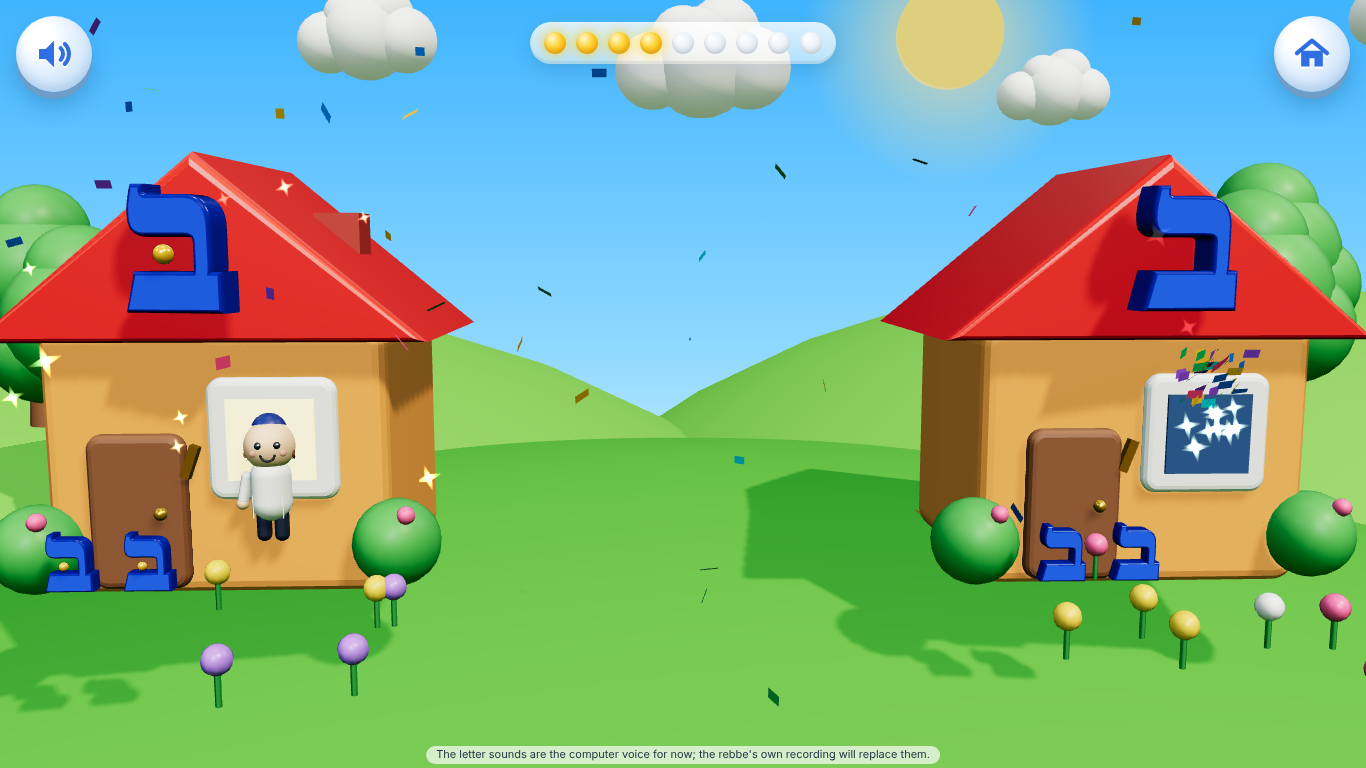 בּ ב
בּ בּ ב ב
The letter sounds are the computer voice for now; the rebbe's own recording will replace them.